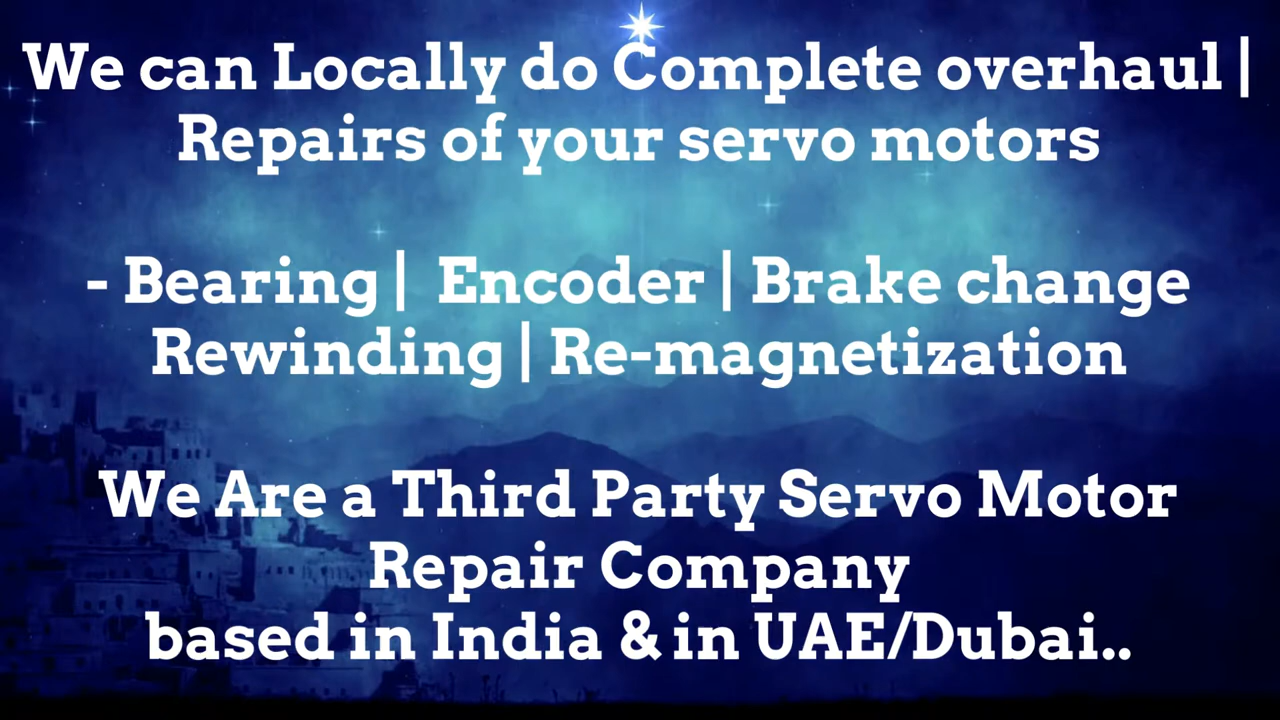 We can Locally do Complete overhaul |
Repairs of your servo motors
- Bearing | Encoder | Brake change
Rewinding | Re-magnetization
We Are a Third Party Servo Motor
Repair Company
based in India & in UAE/Dubai..